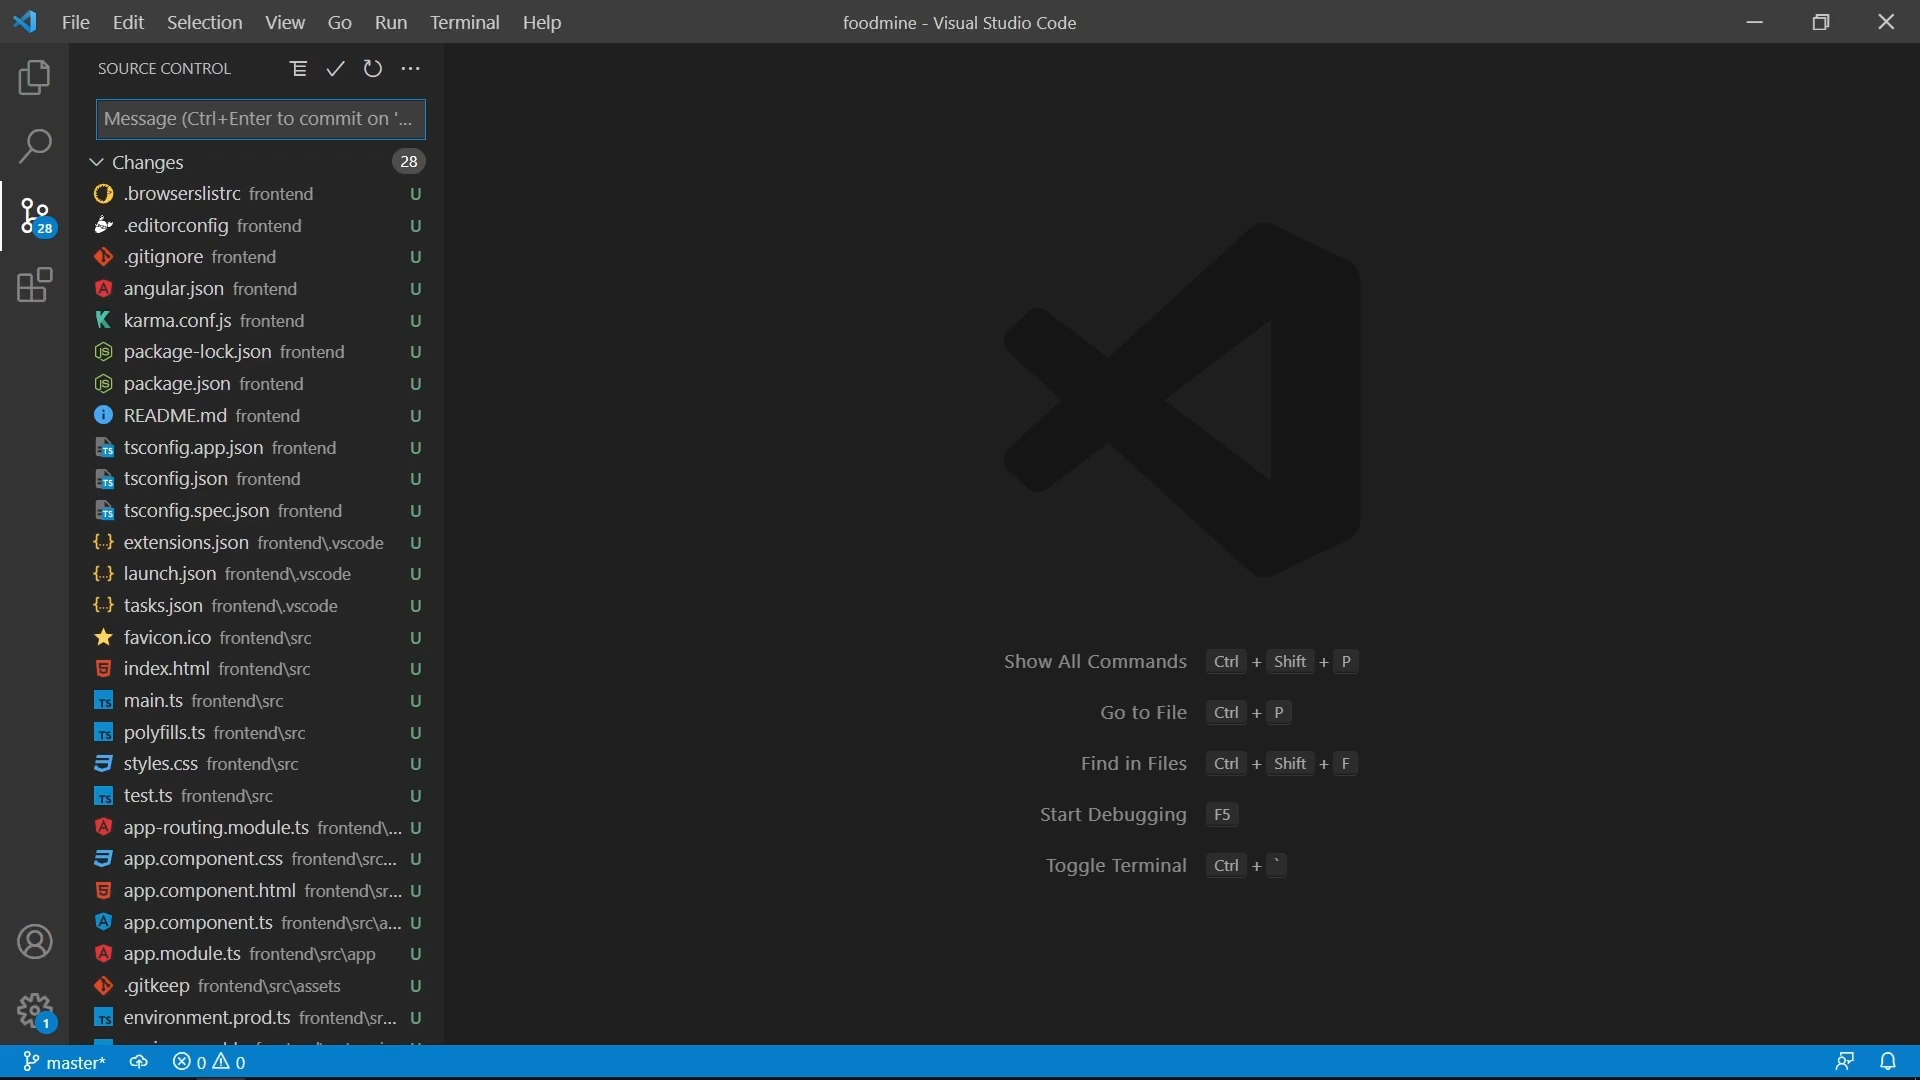 File Edit Selection View Go Run Terminal Help
foodmine - Visual Studio Code
SOURCE CONTROL
Message (Ctrl+Enter to commit on '...
Changes 28
.browserslistrc frontend U
.editorconfig frontend U
28
.gitignore frontend U
angular.json frontend U
karma.conf.js frontend U
package-lock.json frontend U
package.json frontend U
README.md frontend U
tsconfig.app.json frontend U
tsconfig.json frontend U
tsconfig.spec.json frontend U
extensions.json frontend\.vscode U
launch.json frontend\.vscode U
tasks.json frontend\.vscode U
favicon.ico frontend\src U
index.html frontend\src U
main.ts frontend\src U
polyfills.ts frontend\src U
styles.css frontend\src U
test.ts frontend\src U
app-routing.module.ts frontend\... U
app.component.css frontend\src... U
app.component.html frontend\sr... U
app.component.ts frontend\src\a... U
app.module.ts frontend\src\app U
.gitkeep frontend\src\assets U
environment.prod.ts frontend\sr... U
1
Show All Commands Ctrl + Shift + P
Go to File Ctrl + P
Find in Files Ctrl + Shift + F
Start Debugging F5
Toggle Terminal Ctrl + `
master* 0 0